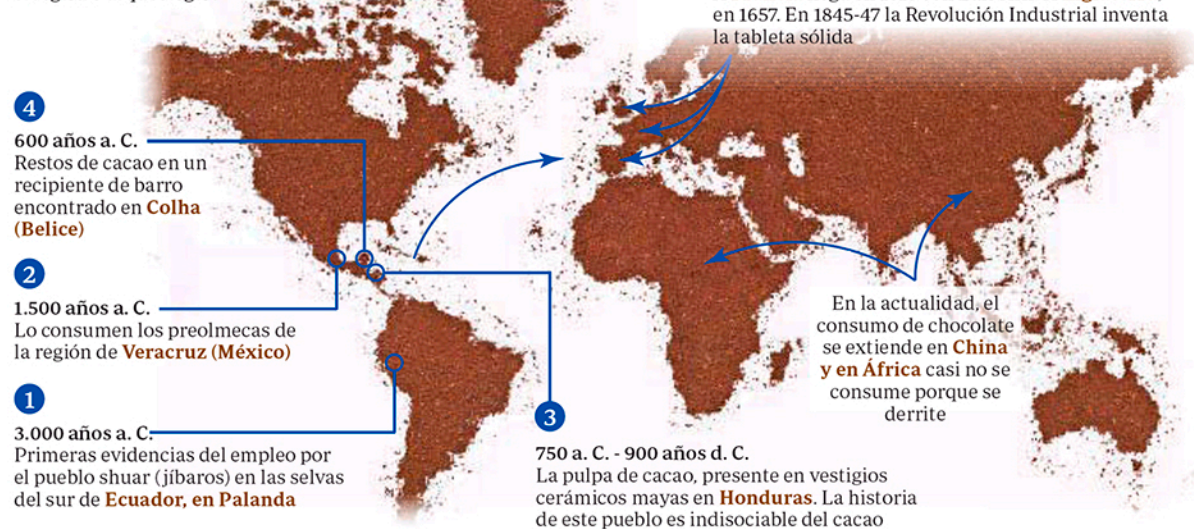 en 1657. En 1845-47 la Revolución Industrial inventa
la tableta sólida
4
600 años a. C.
Restos de cacao en un
recipiente de barro
encontrado en Colha
(Belice)
2
1.500 años a. C.
Lo consumen los preolmecas de
la región de Veracruz (México)
1
3.000 años a. C.
Primeras evidencias del empleo por
el pueblo shuar (jíbaros) en las selvas
del sur de Ecuador, en Palanda
3
750 a. C. - 900 años d. C.
La pulpa de cacao, presente en vestigios
cerámicos mayas en Honduras. La historia
de este pueblo es indisociable del cacao
En la actualidad, el
consumo de chocolate
se extiende en China
y en África casi no se
consume porque se
derrite